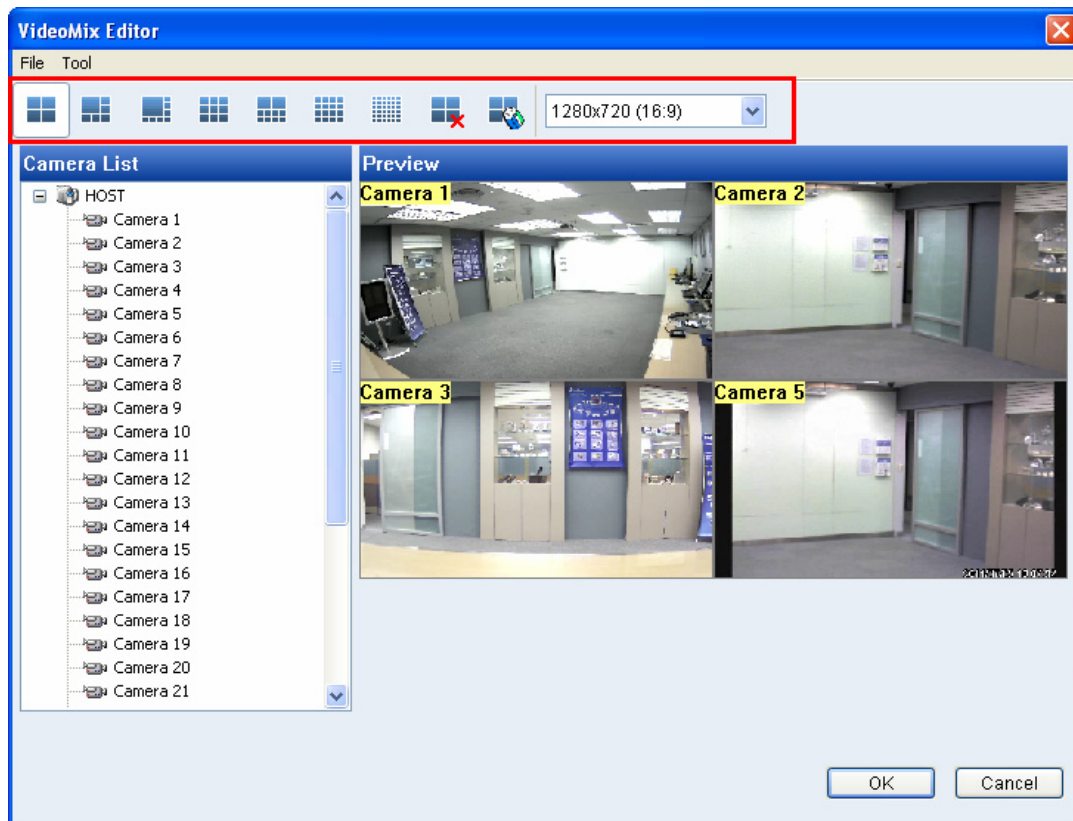 VideoMix Editor
File Tool
1280x720 (16:9)
Camera List
Preview
HOST
Camera 1
Camera 2
Camera 3
Camera 4
Camera 5
Camera 6
Camera 7
Camera 8
Camera 9
Camera 10
Camera 11
Camera 12
Camera 13
Camera 14
Camera 15
Camera 16
Camera 17
Camera 18
Camera 19
Camera 20
Camera 21
Camera 1
Camera 2
Camera 3
Camera 5
OK
Cancel